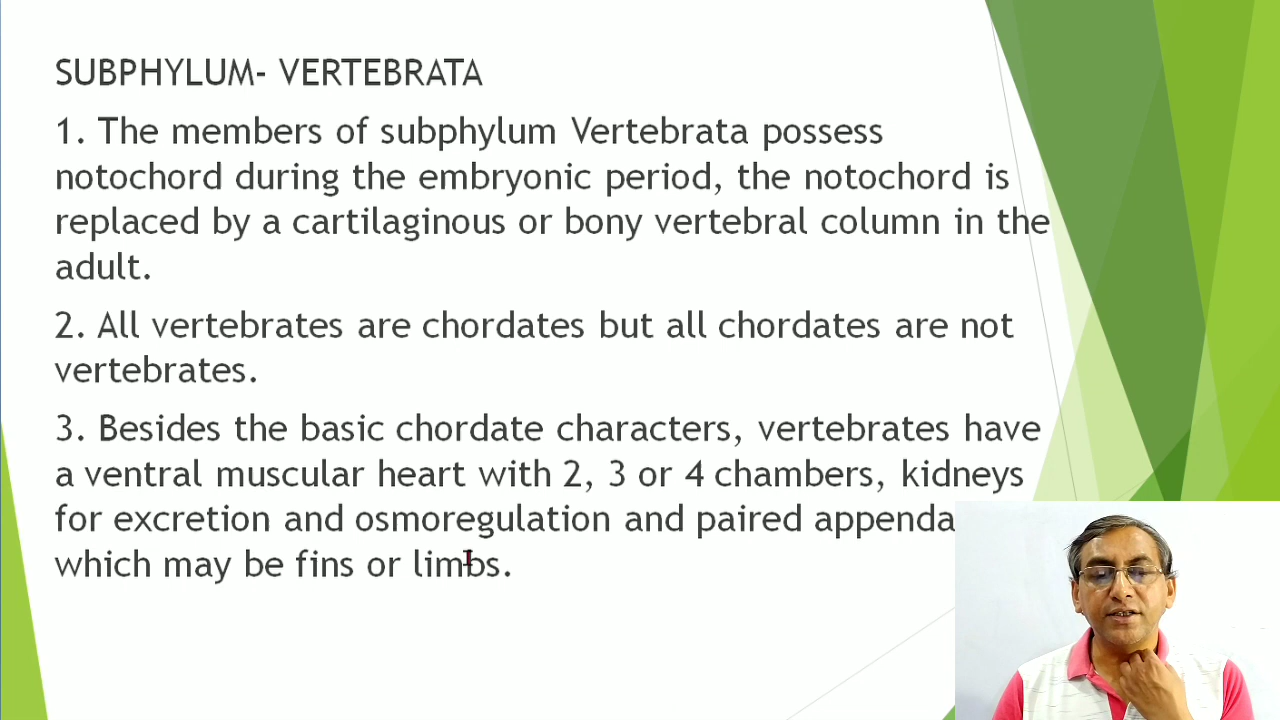 SUBPHYLUM- VERTEBRATA
1. The members of subphylum Vertebrata possess
notochord during the embryonic period, the notochord is
replaced by a cartilaginous or bony vertebral column in the
adult.
2. All vertebrates are chordates but all chordates are not
vertebrates.
3. Besides the basic chordate characters, vertebrates have
a ventral muscular heart with 2, 3 or 4 chambers, kidneys
for excretion and osmoregulation and paired appenda
which may be fins or limbs.